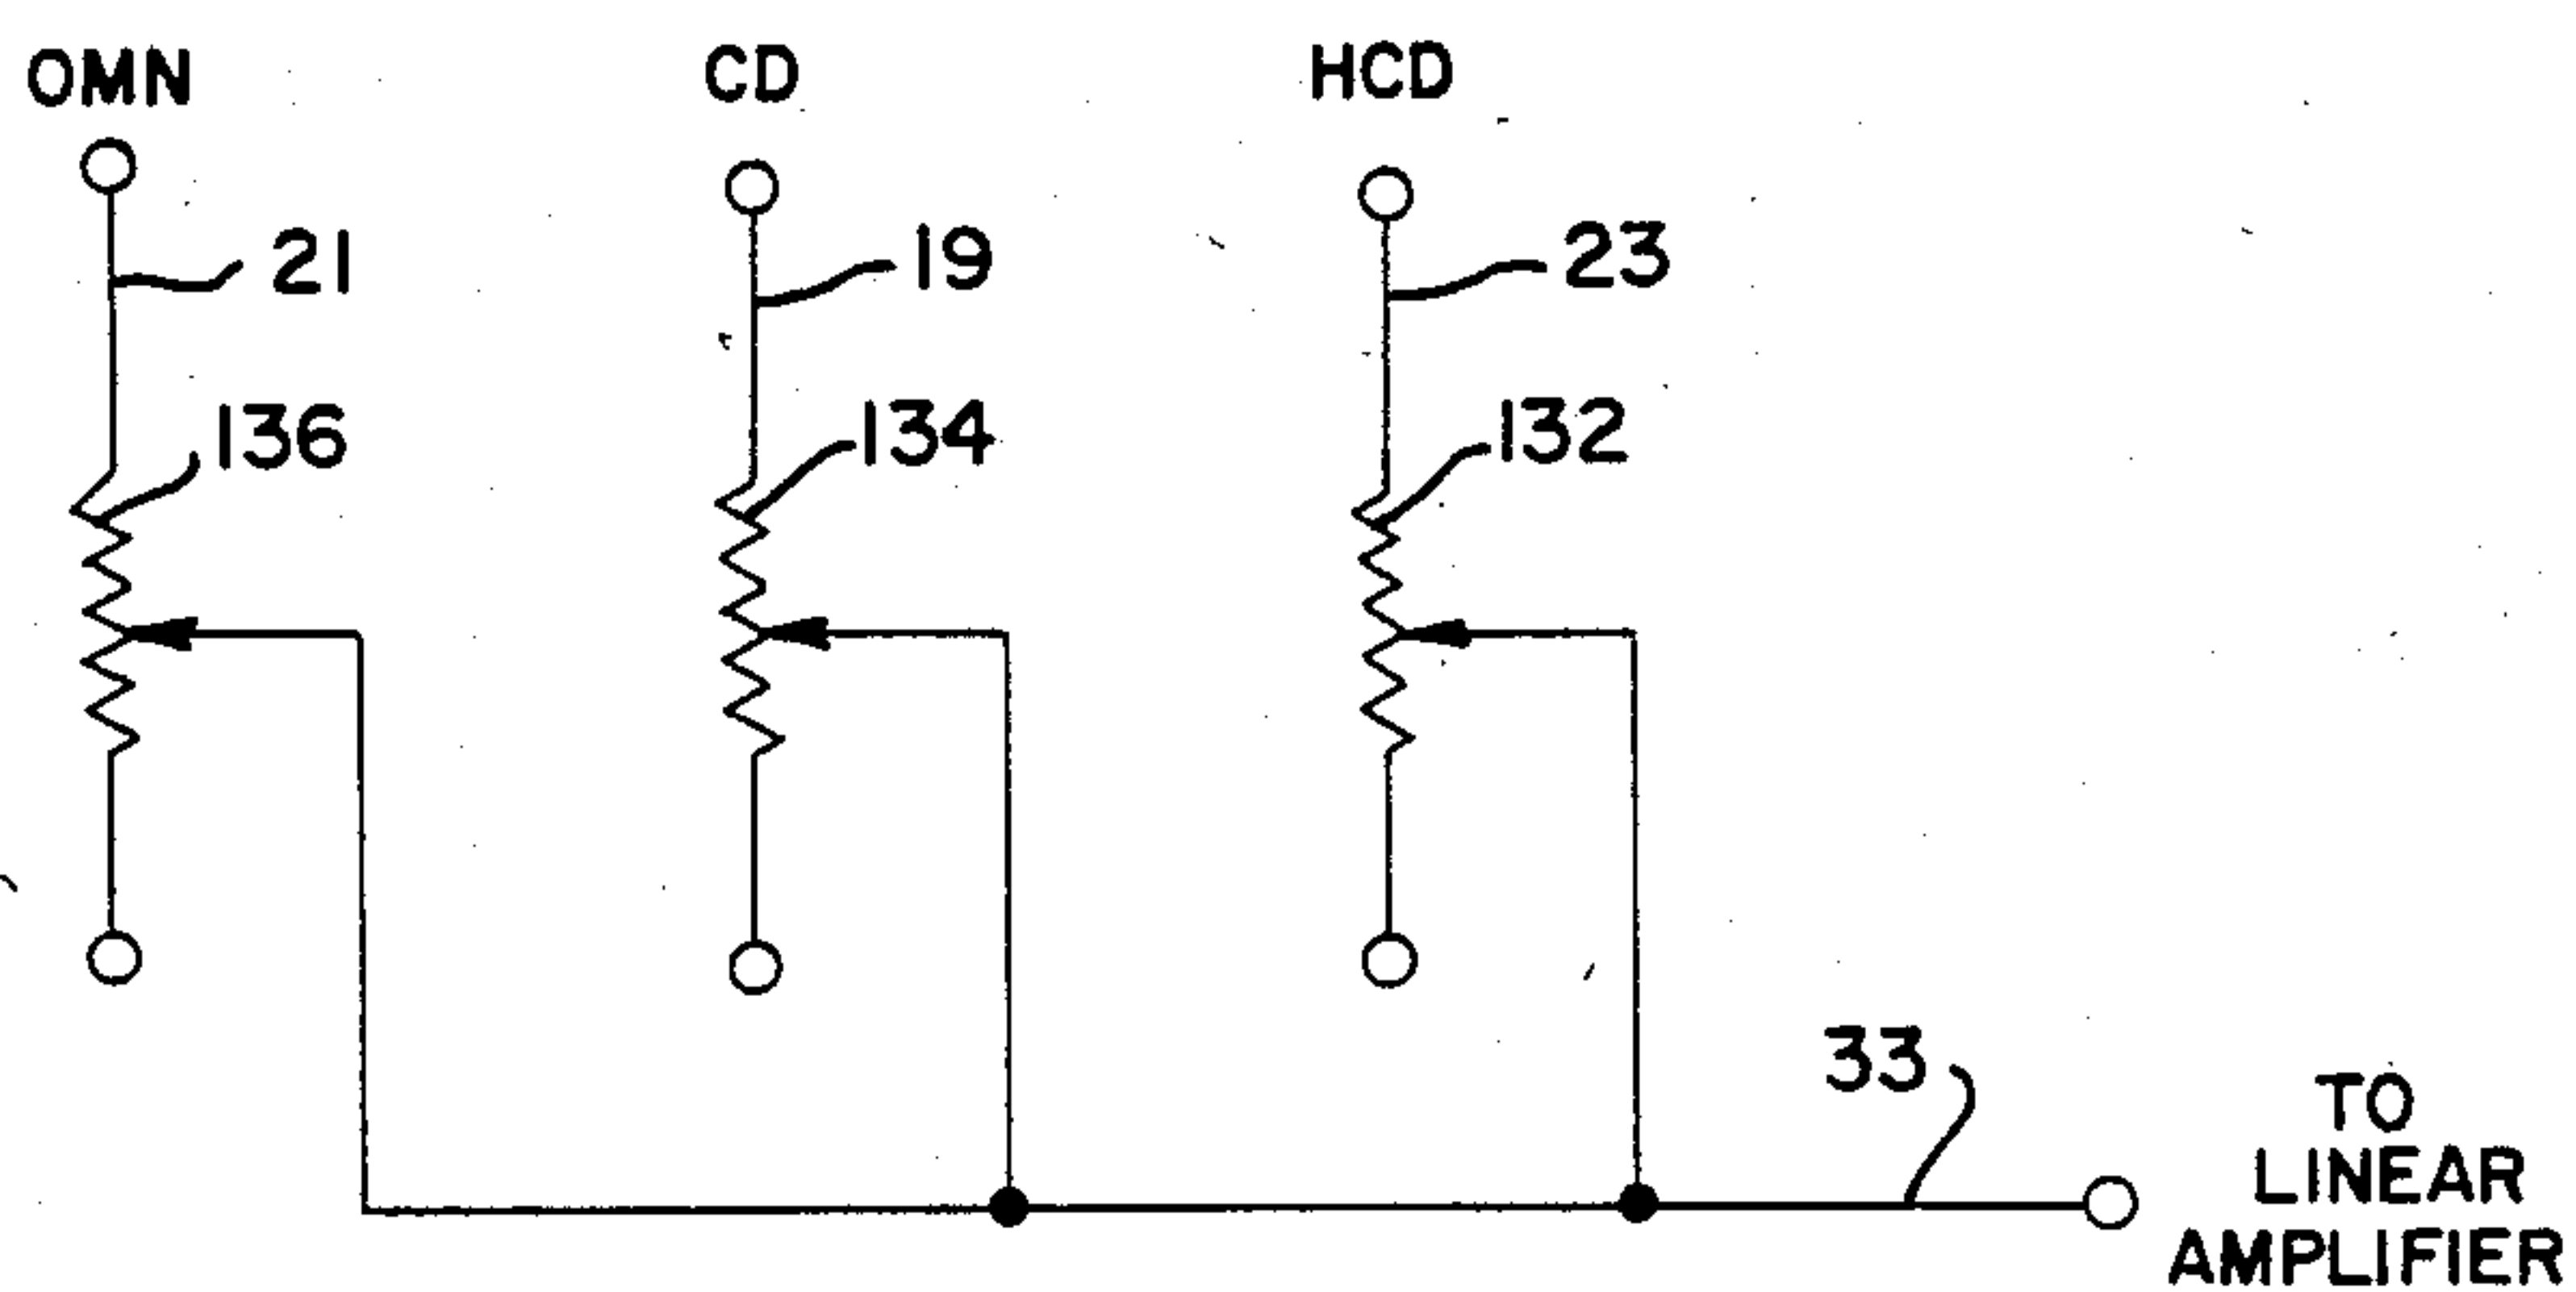 OMN CD HCD
21 19 23
136 134 132
33
TO
LINEAR
AMPLIFIER